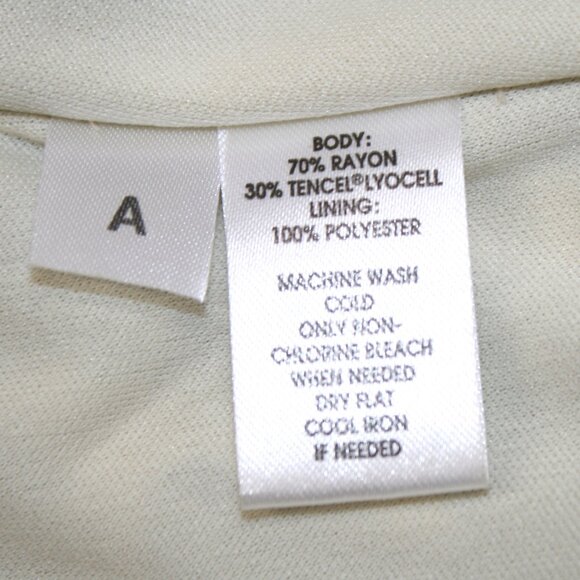 A
BODY:
70% RAYON
30% TENCEL®LYOCELL
LINING:
100% POLYESTER
MACHINE WASH
COLD
ONLY NON-
CHLORINE BLEACH
WHEN NEEDED
DRY FLAT
COOL IRON
IF NEEDED